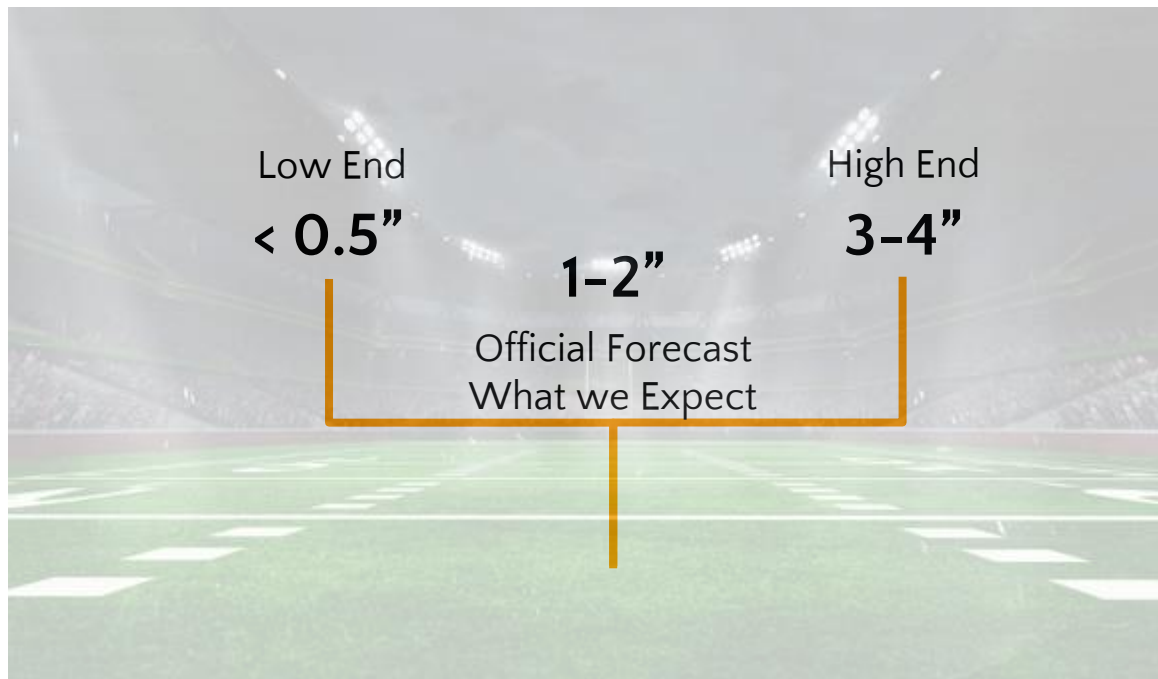 Low End
< 0.5”
High End
3-4”
1-2”
Official Forecast
What we Expect